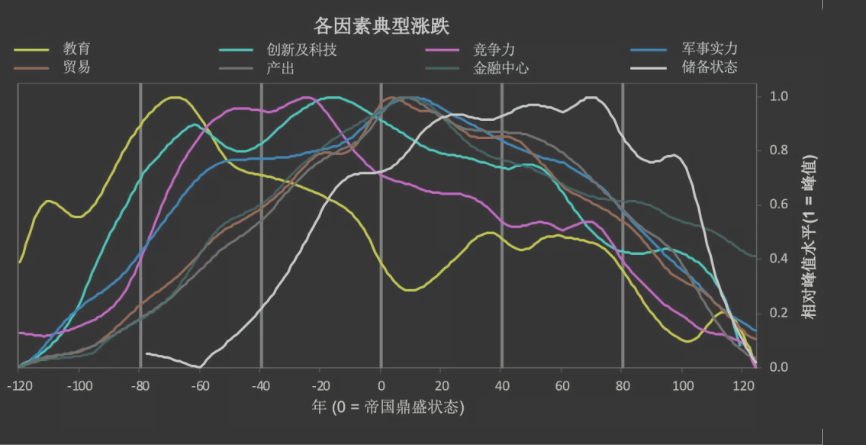 各因素典型涨跌
教育 创新及科技 竞争力 军事实力
贸易 产出 金融中心 储备状态
1.0
0.8
0.6
0.4
0.2
0.0
相对峰值水平(1 = 峰值)
-120 -100 -80 -60 -40 -20 0 20 40 60 80 100 120
年 (0 = 帝国鼎盛状态)